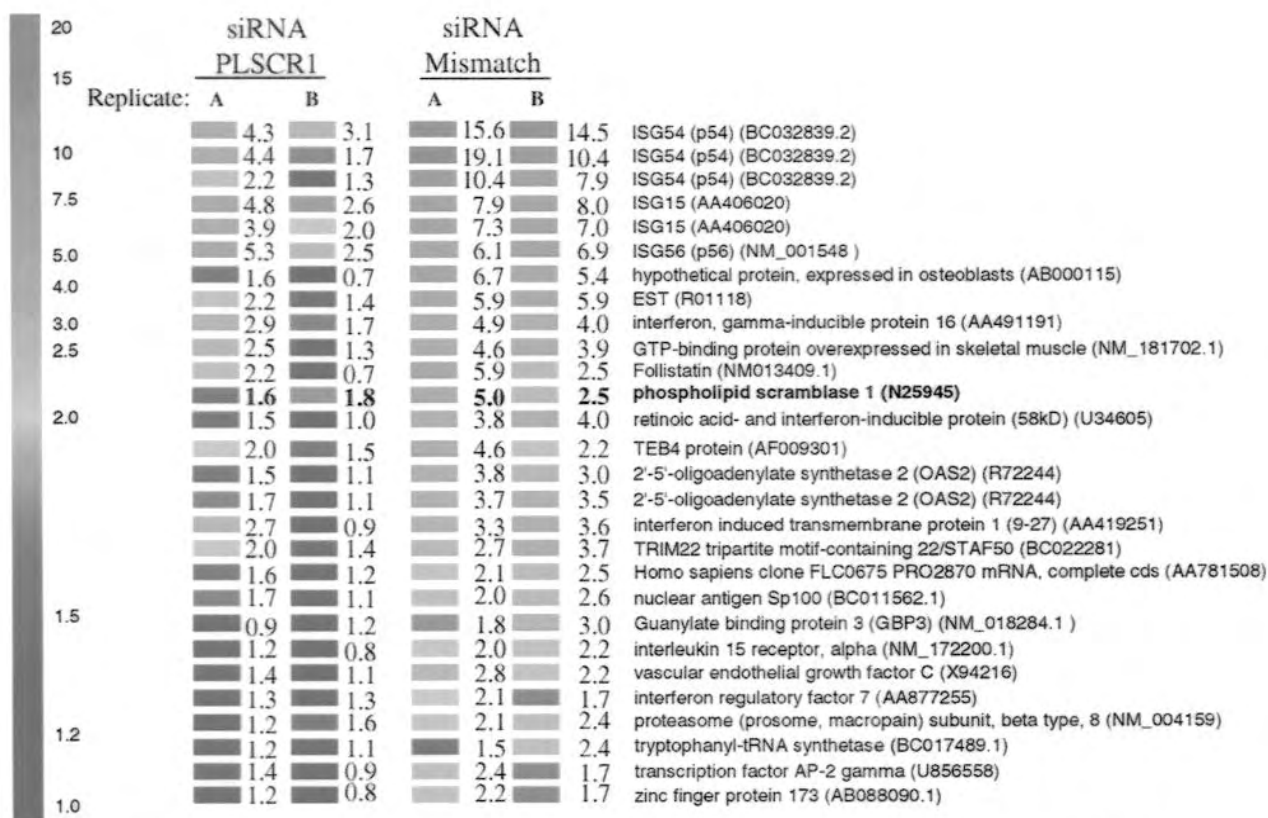 siRNA siRNA
PLSCR1 Mismatch
Replicate: A B A B
20
15
10
7.5
5.0
4.0
3.0
2.5
2.0
1.5
1.2
1.0
4.3 3.1 15.6 14.5 ISG54 (p54) (BC032839.2)
4.4 1.7 19.1 10.4 ISG54 (p54) (BC032839.2)
2.2 1.3 10.4 7.9 ISG54 (p54) (BC032839.2)
4.8 2.6 7.9 8.0 ISG15 (AA406020)
3.9 2.0 7.3 7.0 ISG15 (AA406020)
5.3 2.5 6.1 6.9 ISG56 (p56) (NM_001548 )
1.6 0.7 6.7 5.4 hypothetical protein, expressed in osteoblasts (AB000115)
2.2 1.4 5.9 5.9 EST (R01118)
2.9 1.7 4.9 4.0 interferon, gamma-inducible protein 16 (AA491191)
2.5 1.3 4.6 3.9 GTP-binding protein overexpressed in skeletal muscle (NM_181702.1)
2.2 0.7 5.9 2.5 Follistatin (NM013409.1)
1.6 1.8 5.0 2.5 phospholipid scramblase 1 (N25945)
1.5 1.0 3.8 4.0 retinoic acid- and interferon-inducible protein (58kD) (U34605)
2.0 1.5 4.6 2.2 TEB4 protein (AF009301)
1.5 1.1 3.8 3.0 2'-5'-oligoadenylate synthetase 2 (OAS2) (R72244)
1.7 1.1 3.7 3.5 2'-5'-oligoadenylate synthetase 2 (OAS2) (R72244)
2.7 0.9 3.3 3.6 interferon induced transmembrane protein 1 (9-27) (AA419251)
2.0 1.4 2.7 3.7 TRIM22 tripartite motif-containing 22/STAF50 (BC022281)
1.6 1.2 2.1 2.5 Homo sapiens clone FLC0675 PRO2870 mRNA, complete cds (AA781508)
1.7 1.1 2.0 2.6 nuclear antigen Sp100 (BC011562.1)
0.9 1.2 1.8 3.0 Guanylate binding protein 3 (GBP3) (NM_018284.1 )
1.2 0.8 2.0 2.2 interleukin 15 receptor, alpha (NM_172200.1)
1.4 1.1 2.8 2.2 vascular endothelial growth factor C (X94216)
1.3 1.3 2.1 1.7 interferon regulatory factor 7 (AA877255)
1.2 1.6 2.1 2.4 proteasome (prosome, macropain) subunit, beta type, 8 (NM_004159)
1.2 1.1 1.5 2.4 tryptophanyl-tRNA synthetase (BC017489.1)
1.4 0.9 2.4 1.7 transcription factor AP-2 gamma (U856558)
1.2 0.8 2.2 1.7 zinc finger protein 173 (AB088090.1)